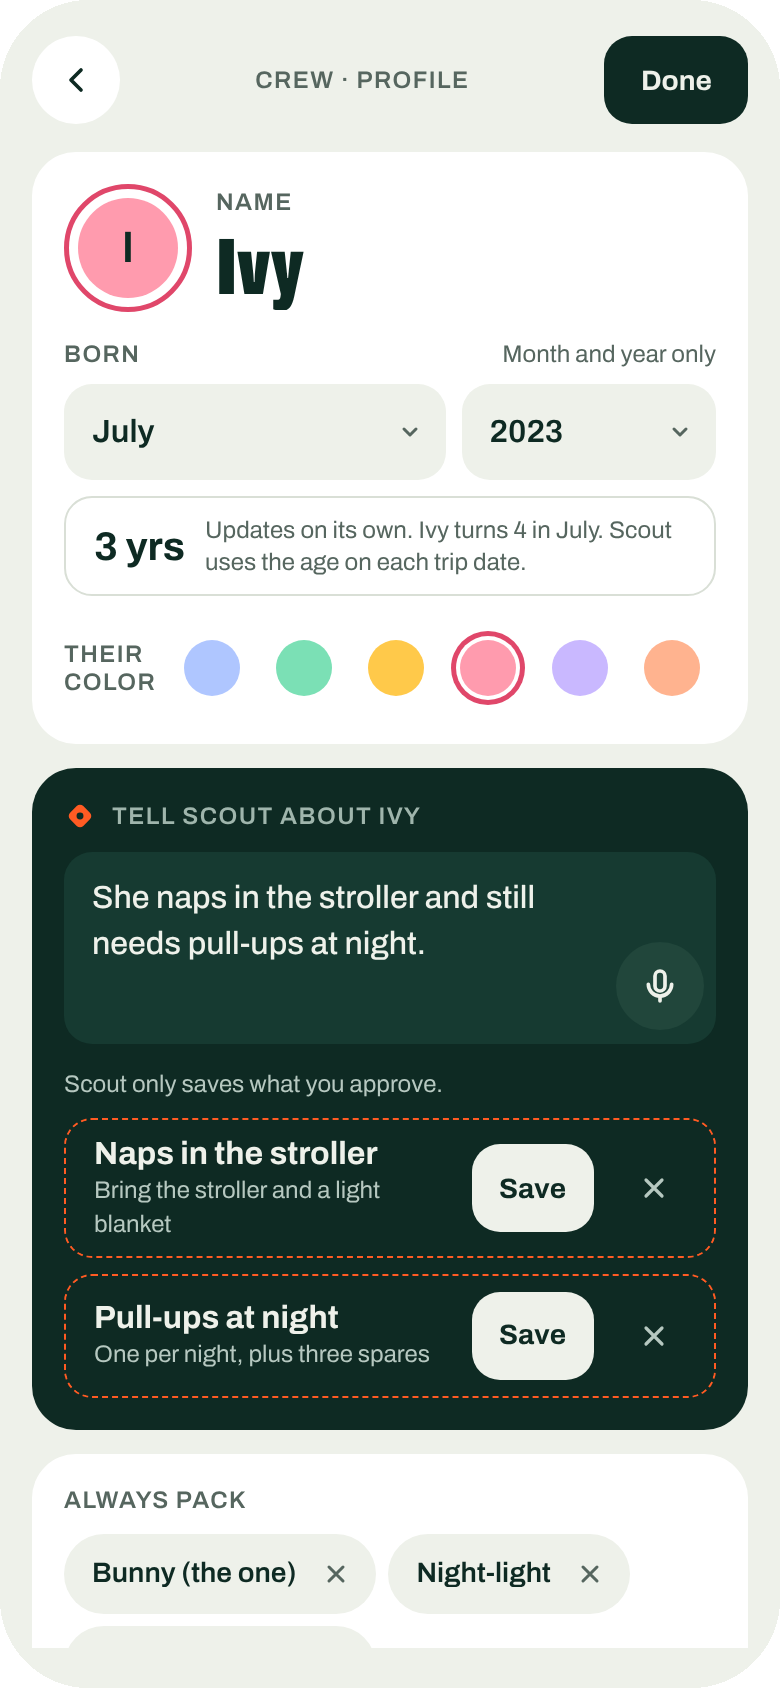 CREW · PROFILE
Done
I
NAME
Ivy
BORN
Month and year only
July
2023
3 yrs
Updates on its own. Ivy turns 4 in July. Scout
uses the age on each trip date.
THEIR
COLOR
TELL SCOUT ABOUT IVY
She naps in the stroller and still
needs pull-ups at night.
Scout only saves what you approve.
Naps in the stroller
Bring the stroller and a light
blanket
Save
Pull-ups at night
One per night, plus three spares
Save
ALWAYS PACK
Bunny (the one)
Night-light